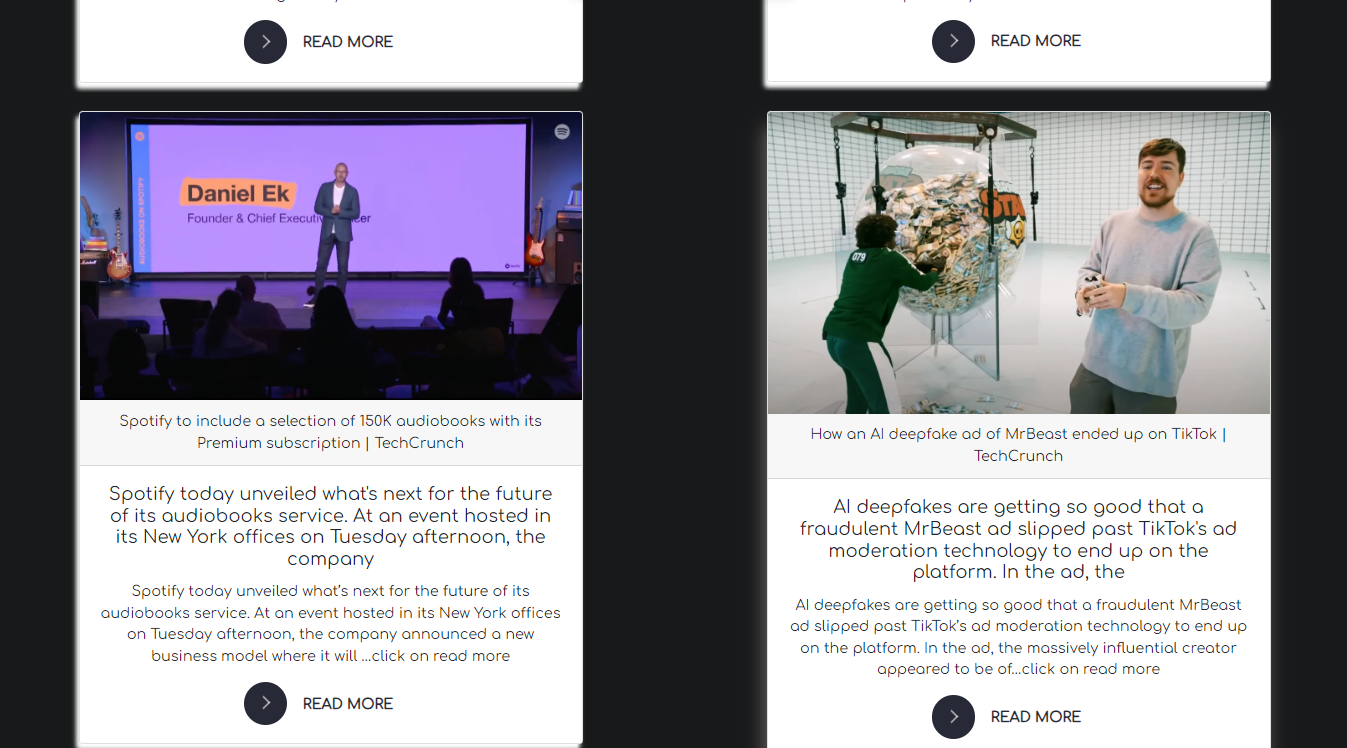 READ MORE
READ MORE
Daniel Ek
AUDIOBOOKS ON SPOTIFY
Spotify to include a selection of 150K audiobooks with its
Premium subscription | TechCrunch
Spotify today unveiled what's next for the future
of its audiobooks service. At an event hosted in
its New York offices on Tuesday afternoon, the
company
Spotify today unveiled what's next for the future of its
audiobooks service. At an event hosted in its New York offices
on Tuesday afternoon, the company announced a new
business model where it will ...click on read more
READ MORE
079
How an AI deepfake ad of MrBeast ended up on TikTok |
TechCrunch
AI deepfakes are getting so good that a
fraudulent MrBeast ad slipped past TikTok's ad
moderation technology to end up on the
platform. In the ad, the
AI deepfakes are getting so good that a fraudulent MrBeast
ad slipped past TikTok's ad moderation technology to end up
on the platform. In the ad, the massively influential creator
appeared to be of...click on read more
READ MORE